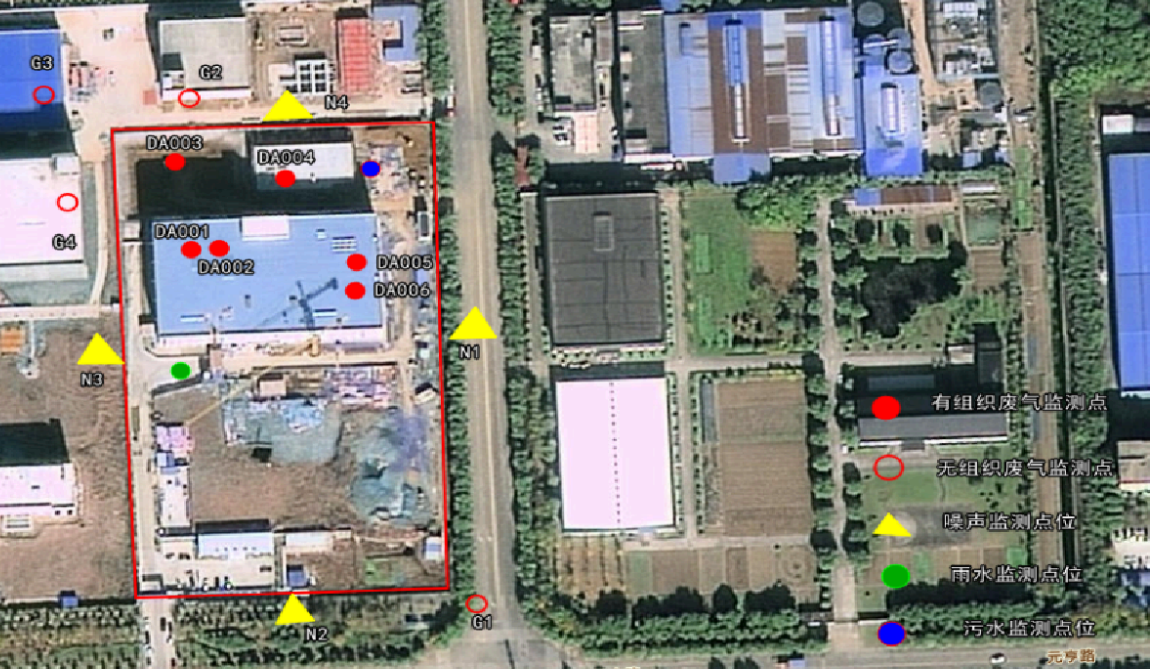 G3
G2
N4
DA003
DA004
G4
DA001
DA002
DA005
DA006
N1
N3
有组织废气监测点
无组织废气监测点
噪声监测点位
雨水监测点位
G1
N2
污水监测点位
元亨路